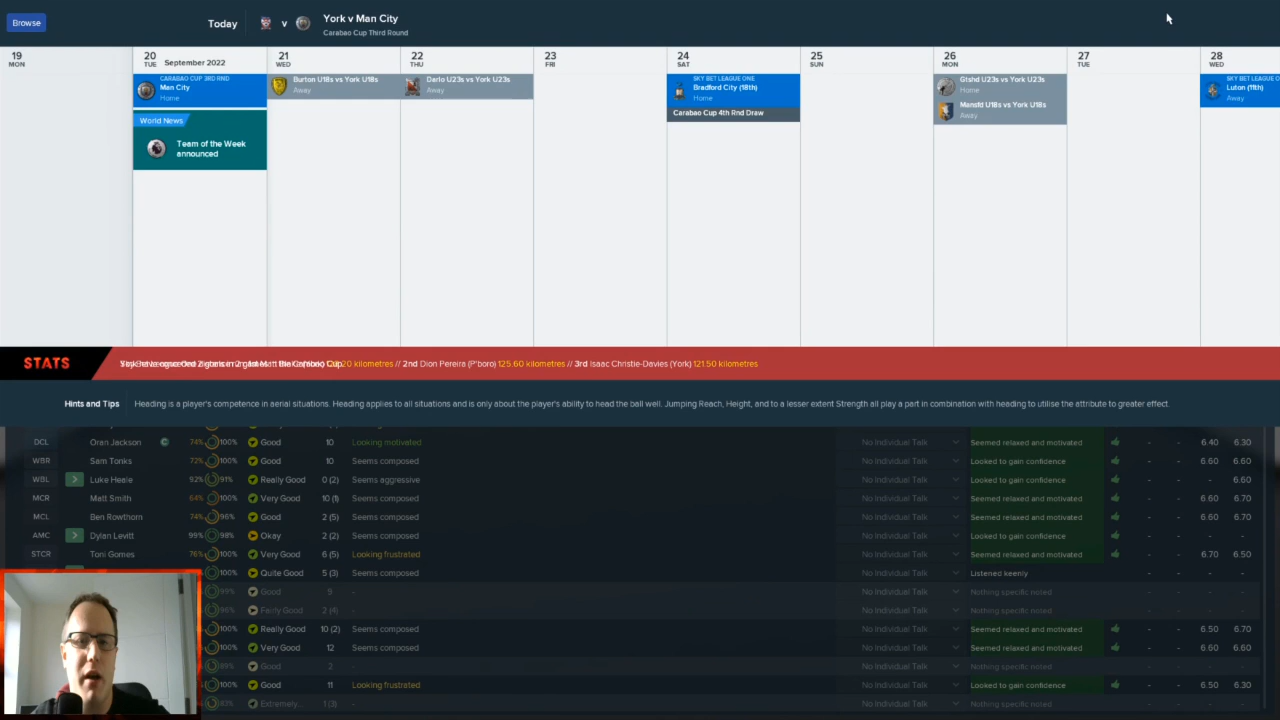 Browse
Today
v
York v Man City
Carabao Cup Third Round
19
MON
20
TUE
September 2022
21
WED
22
THU
23
FRI
24
SAT
25
SUN
26
MON
27
TUE
28
WED
CARABAO CUP 3RD RND
Man City
Home
Burton U18s vs York U18s
Away
Darlo U23s vs York U23s
Away
SKY BET LEAGUE ONE
Bradford City (18th)
Home
Carabao Cup 4th Rnd Draw
Gtshd U23s vs York U23s
Home
Mansfd U18s vs York U18s
Away
SKY BET LEAGUE O
Luton (11th)
Away
World News
Team of the Week
announced
STATS
kilometres // 2nd Dion Pereira (P'boro) 125.60 kilometres // 3rd Isaac Christie-Davies (York) 121.50 kilometres
Hints and Tips
Heading is a player's competence in aerial situations. Heading applies to all situations and is only about the player's ability to head the ball well. Jumping Reach, Height, and to a lesser extent Strength all play a part in combination with heading to utilise the attribute to greater effect.
DCL Oran Jackson C 74% 100% Good 10 Looking motivated No Individual Talk Seemed relaxed and motivated - - 6.40 6.30
WBR Sam Tonks 72% 100% Good 10 Seems composed No Individual Talk Looked to gain confidence - - 6.60 6.60
WBL Luke Heale 92% 91% Really Good 0 (2) Seems aggressive No Individual Talk Looked to gain confidence - - - 6.60
MCR Matt Smith 64% 100% Very Good 10 (1) Seems composed No Individual Talk Seemed relaxed and motivated - - 6.60 6.70
MCL Ben Rowthorn 74% 96% Good 2 (5) Seems composed No Individual Talk Seemed relaxed and motivated - - 6.60 6.70
AMC Dylan Levitt 99% 98% Okay 2 (2) Seems composed No Individual Talk Looked to gain confidence - - - -
STCR Toni Gomes 76% 100% Very Good 6 (5) Looking frustrated No Individual Talk Seemed relaxed and motivated - - 6.70 6.50
100% Quite Good 5 (3) Seems composed No Individual Talk Listened keenly - - - -
99% Good 9 - No Individual Talk Nothing specific noted - - - -
96% Fairly Good 2 (4) - No Individual Talk Nothing specific noted - - - -
100% Really Good 10 (2) Seems composed No Individual Talk Seemed relaxed and motivated - - 6.50 6.70
100% Very Good 12 Seems composed No Individual Talk Seemed relaxed and motivated - - 6.60 6.60
89% Good 2 - No Individual Talk Nothing specific noted - - - -
100% Good 11 Looking frustrated No Individual Talk Looked to gain confidence - - 6.50 6.30
Extremely... 1 (3) - No Individual Talk Nothing specific noted - - - -